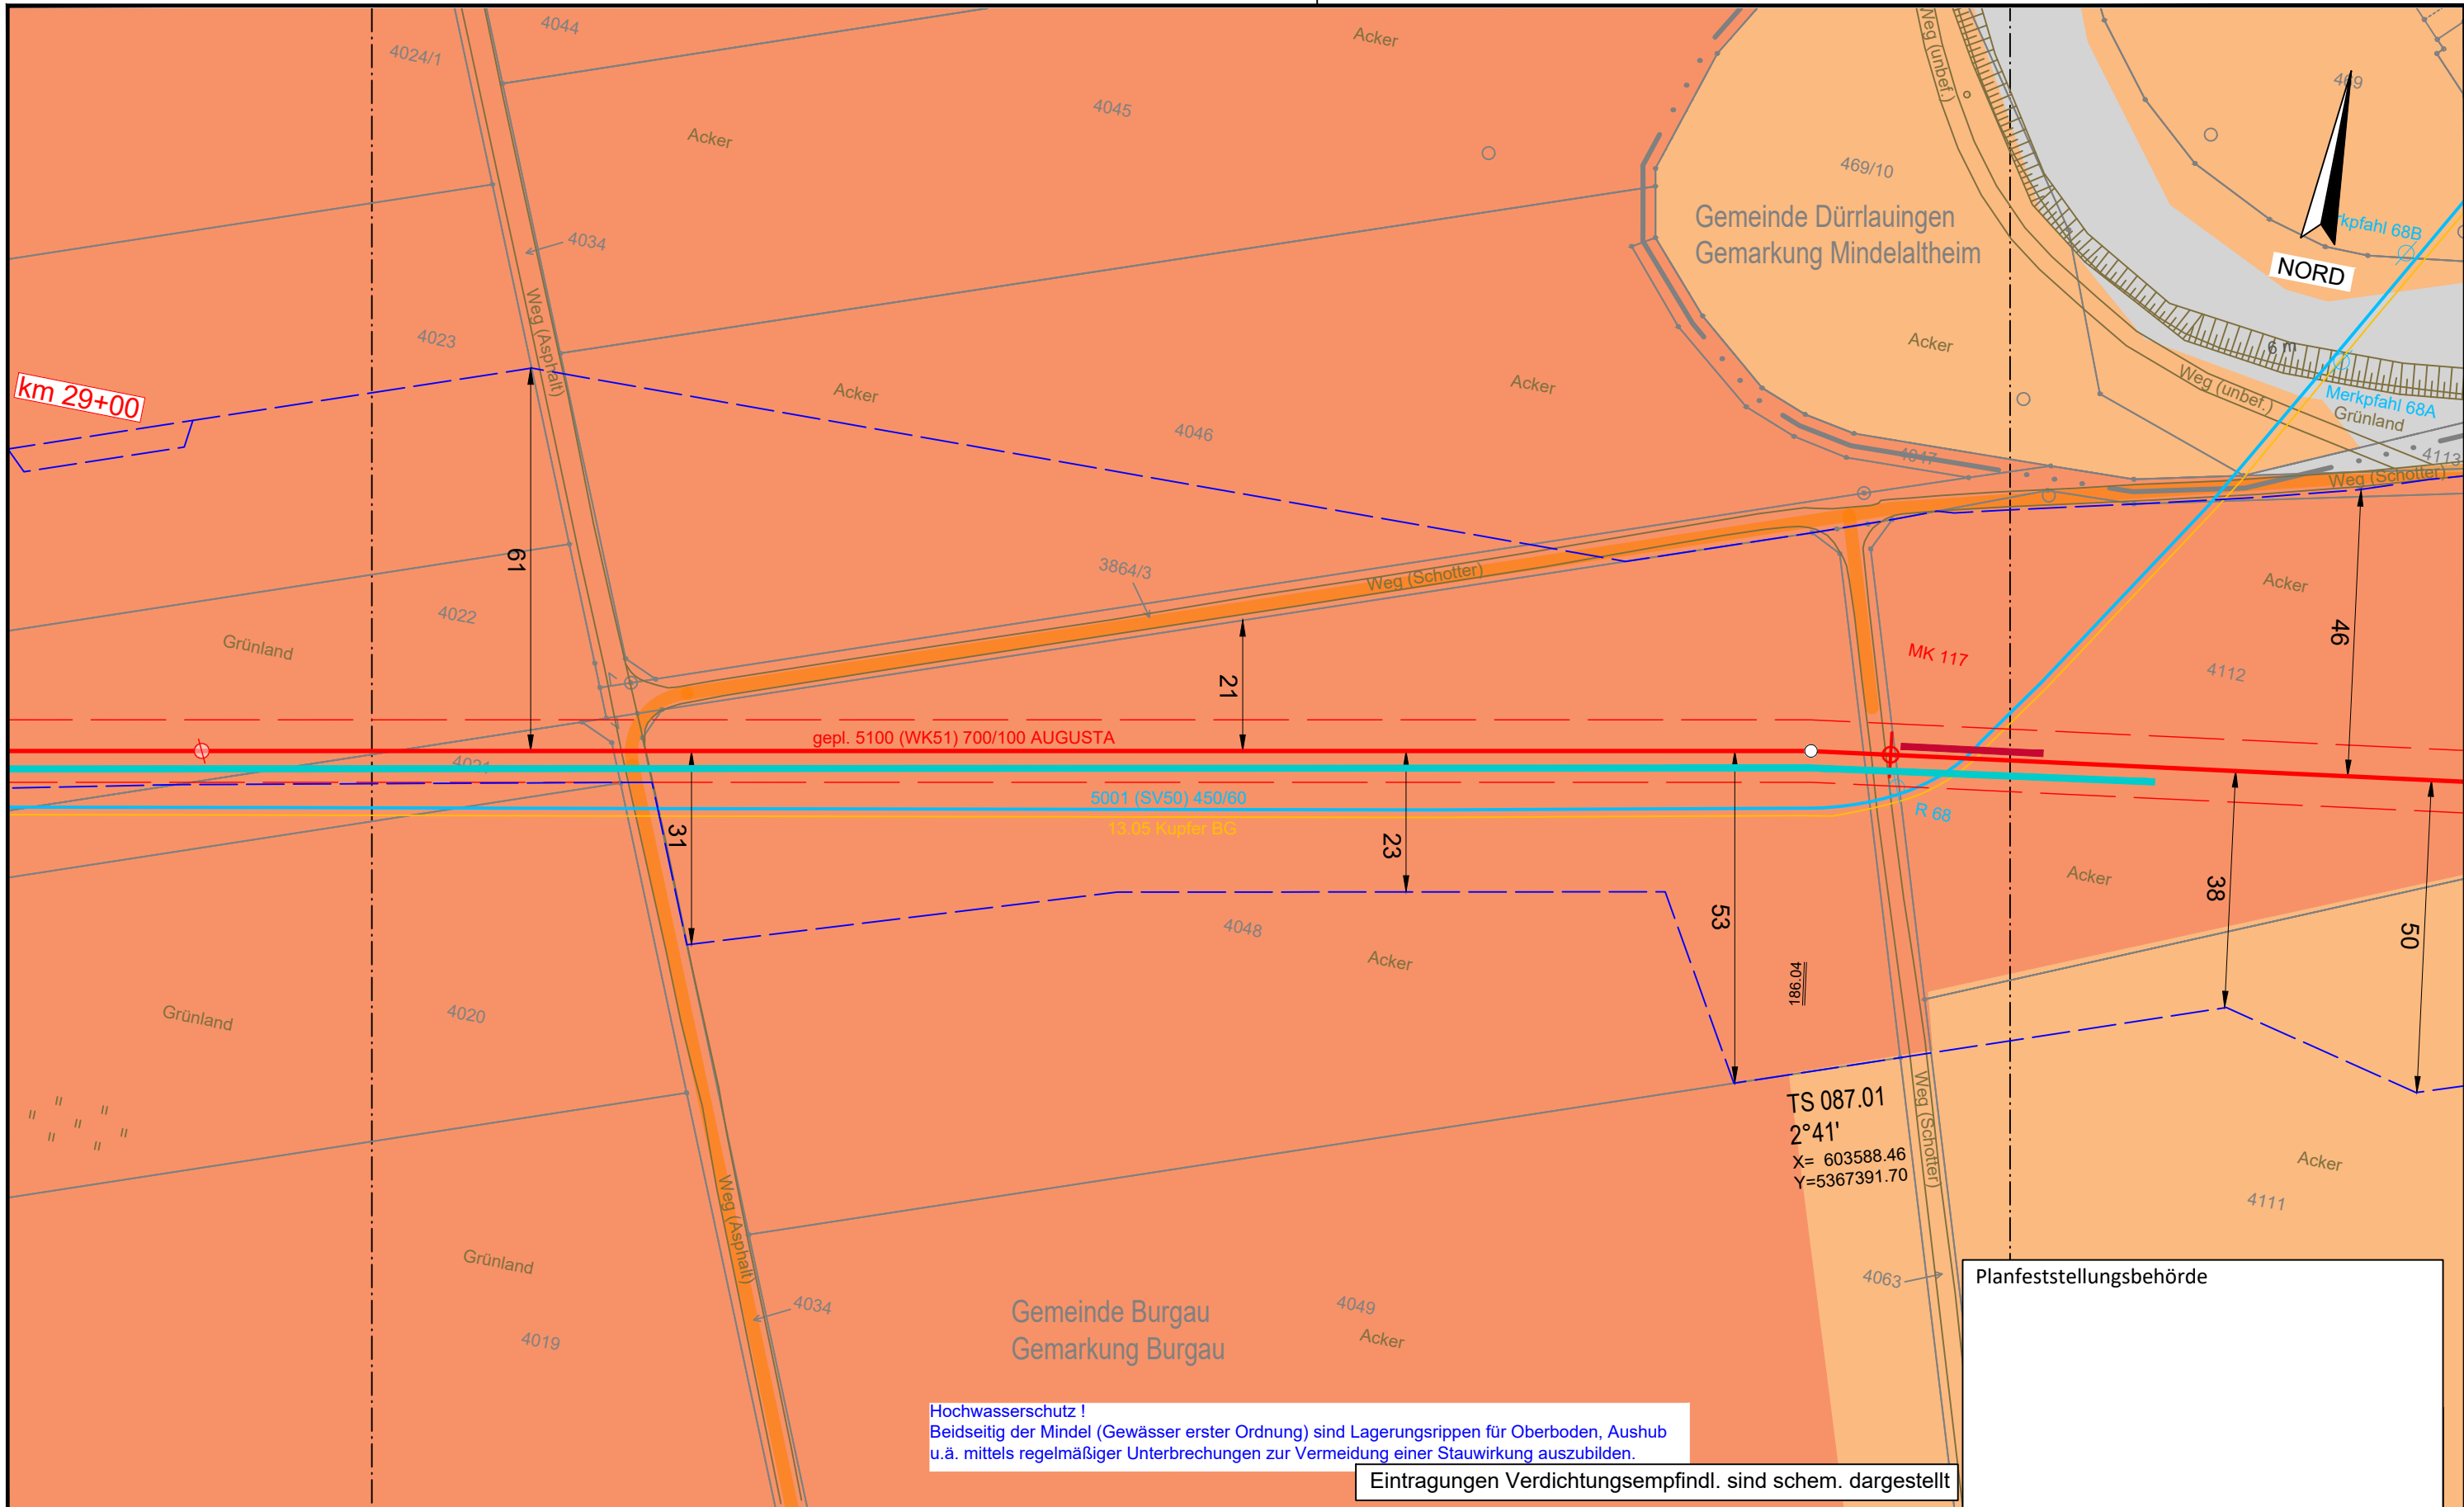 4044
4024/1
Acker
Weg (unbef.)
469
4045
Acker
469/10
Gemeinde Dürrlauingen
Gemarkung Mindelaltheim
4034
rkpfahl 68B
NORD
Weg (Asphalt)
4023
Acker
6 m
km 29+00
Acker
Acker
Weg (unbef.)
Merkpfahl 68A
Grünland
4046
4047
4113
Weg (Schotter)
61
3864/3
Weg (Schotter)
Acker
4022
Grünland
46
MK 117
4112
21
gepl. 5100 (WK51) 700/100 AUGUSTA
4021
5001 (SV50) 450/60
13.05 Kupfer BG
R 68
31
23
Acker
38
53
50
4048
Acker
186.04
4020
Grünland
TS 087.01
2°41'
X= 603588.46
Y=5367391.70
Weg (Schotter)
Acker
4111
Weg (Asphalt)
Grünland
4063
Planfeststellungsbehörde
4034
Gemeinde Burgau
Gemarkung Burgau
4049
Acker
4019
Hochwasserschutz !
Beidseitig der Mindel (Gewässer erster Ordnung) sind Lagerungsrippen für Oberboden, Aushub
u.ä. mittels regelmäßiger Unterbrechungen zur Vermeidung einer Stauwirkung auszubilden.
Eintragungen Verdichtungsempfindl. sind schem. dargestellt